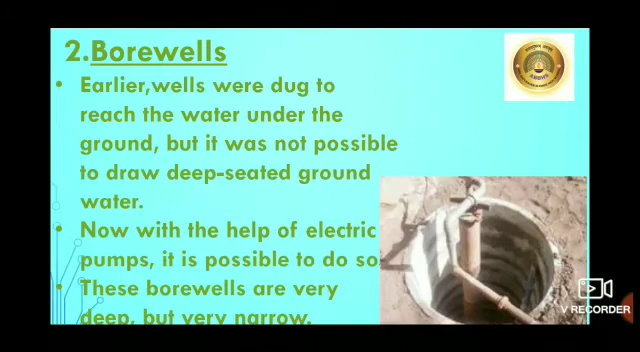 2.Borewells
• Earlier,wells were dug to
reach the water under the
ground, but it was not possible
to draw deep-seated ground
water.
• Now with the help of electric
pumps, it is possible to do so.
• These borewells are very
deep, but very narrow.
V RECORDER